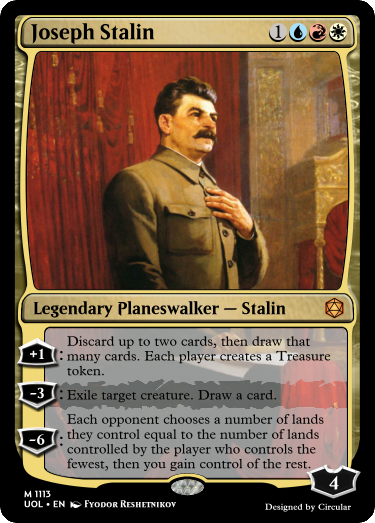 Joseph Stalin 1
Legendary Planeswalker — Stalin
+1: Discard up to two cards, then draw that
many cards. Each player creates a Treasure
token.
-3: Exile target creature. Draw a card.
Each opponent chooses a number of lands
-6: they control equal to the number of lands
controlled by the player who controls the
fewest, then you gain control of the rest.
4
M 1113
UOL • EN Fyodor Reshetnikov Designed by Circular